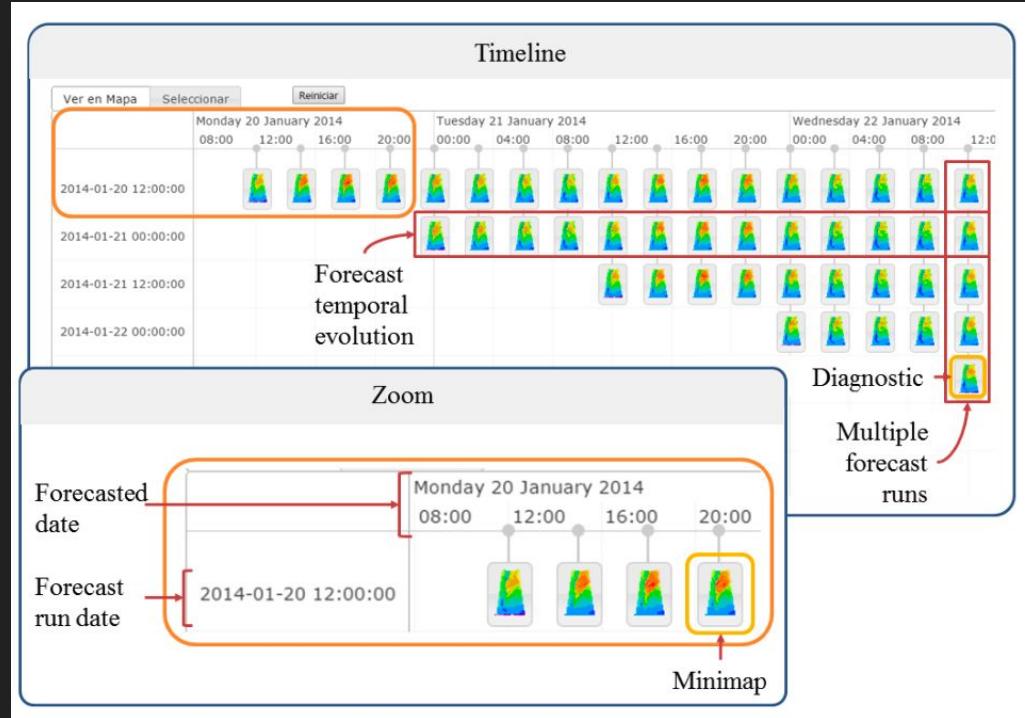 Timeline
Ver en Mapa Seleccionar Reiniciar
Monday 20 January 2014 Tuesday 21 January 2014 Wednesday 22 January 2014
08:00 12:00 16:00 20:00 00:00 04:00 08:00 12:00 16:00 20:00 00:00 04:00 08:00 12:0
2014-01-20 12:00:00
2014-01-21 00:00:00
2014-01-21 12:00:00
2014-01-22 00:00:00
Forecast
temporal
evolution
Diagnostic
Multiple
forecast
runs
Zoom
Forecasted
date
Monday 20 January 2014
08:00 12:00 16:00 20:00
Forecast
run date
2014-01-20 12:00:00
Minimap